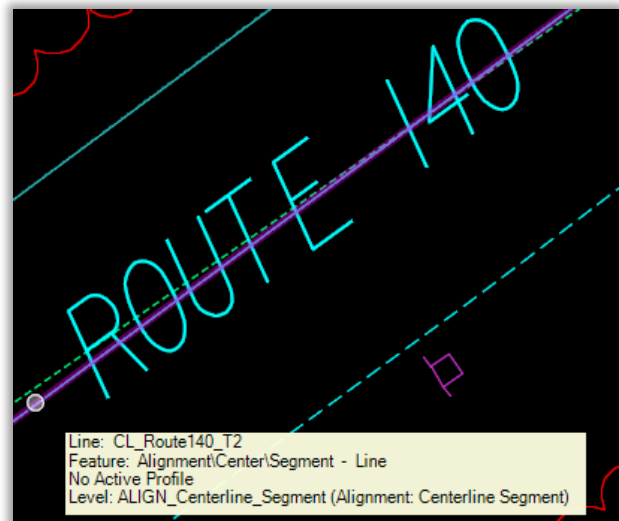 ROUTE 140
Line: CL_Route140_T2
Feature: Alignment\Center\Segment - Line
No Active Profile
Level: ALIGN_Centerline_Segment (Alignment: Centerline Segment)